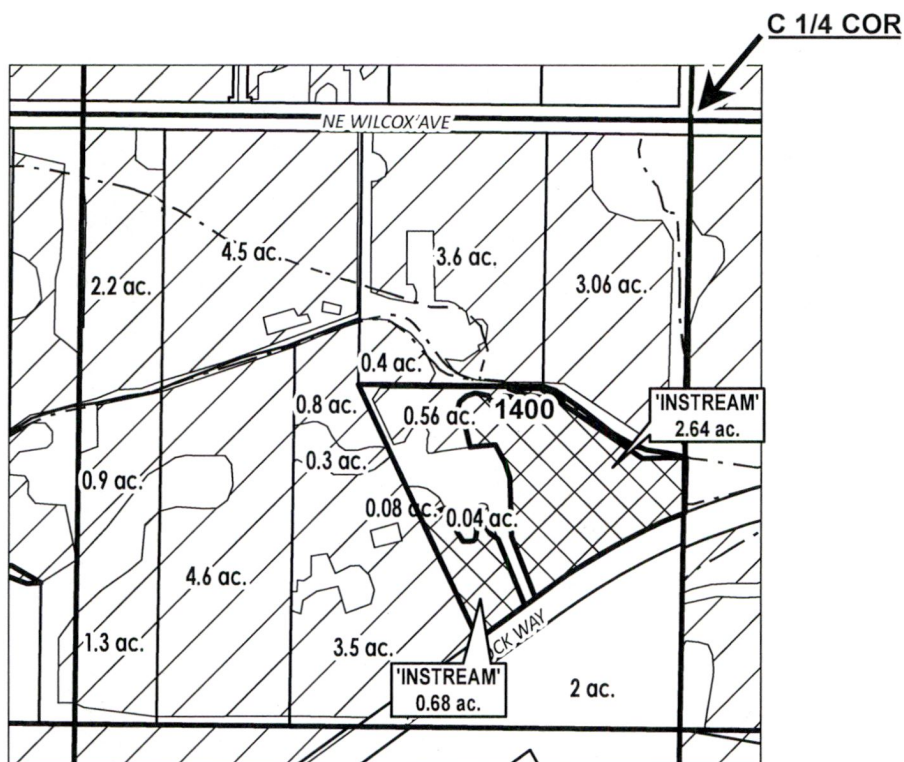 C 1/4 COR
NE WILCOX AVE
4.5 ac.
3.6 ac.
2.2 ac.
3.06 ac.
0.4 ac.
'INSTREAM'
2.64 ac.
0.8 ac.
0.56 ac.
1400
0.3 ac.
0.9 ac.
0.08 ac.
0.04 ac.
4.6 ac.
1.3 ac.
3.5 ac.
OCK WAY
'INSTREAM'
0.68 ac.
2 ac.